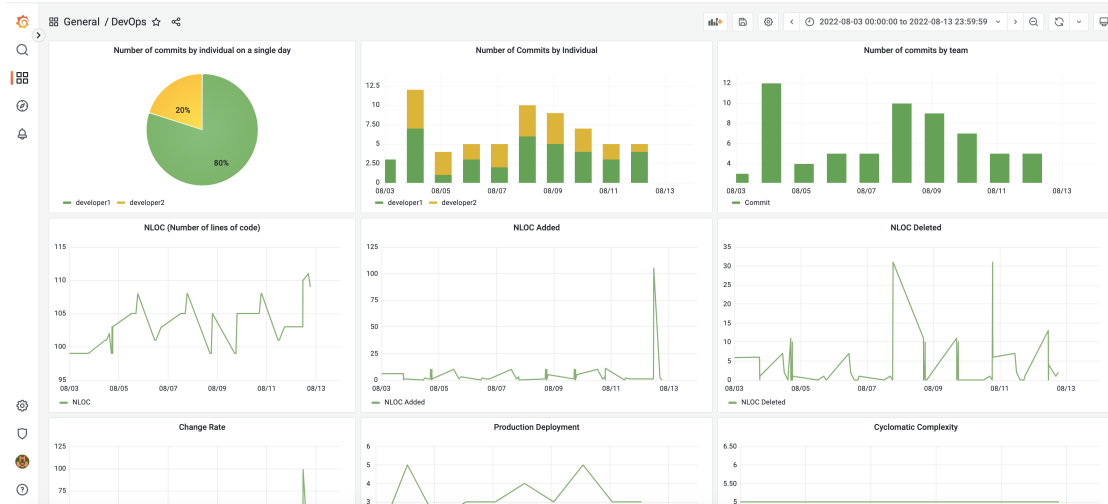 General / DevOps
2022-08-03 00:00:00 to 2022-08-13 23:59:59
Number of commits by individual on a single day
20%
80%
developer1 developer2
Number of Commits by Individual
12.5
10
7.50
5
2.50
0
08/03 08/05 08/07 08/09 08/11 08/13
developer1 developer2
Number of commits by team
12
10
8
6
4
08/03 08/05 08/07 08/09 08/11 08/13
Commit
NLOC (Number of lines of code)
115
110
105
100
95
08/03 08/05 08/07 08/09 08/11 08/13
NLOC
NLOC Added
125
100
75
50
25
0
08/03 08/05 08/07 08/09 08/11 08/13
NLOC Added
NLOC Deleted
35
30
25
20
15
10
5
0
08/03 08/05 08/07 08/09 08/11 08/13
NLOC Deleted
Change Rate
125
100
75
Production Deployment
6
5
4
3
Cyclomatic Complexity
6.50
6
5.50
5